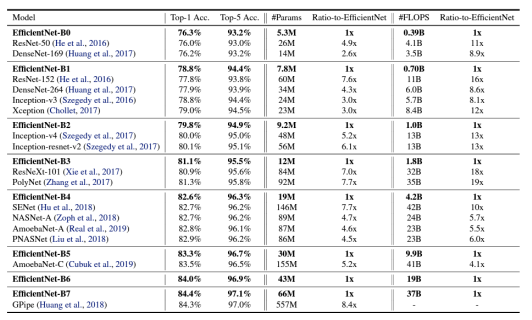 Model Top-1 Acc. Top-5 Acc. #Params Ratio-to-EfficientNet #FLOPS Ratio-to-EfficientNet
EfficientNet-B0 76.3% 93.2% 5.3M 1x 0.39B 1x
ResNet-50 (He et al., 2016) 76.0% 93.0% 26M 4.9x 4.1B 11x
DenseNet-169 (Huang et al., 2017) 76.2% 93.2% 14M 2.6x 3.5B 8.9x
EfficientNet-B1 78.8% 94.4% 7.8M 1x 0.70B 1x
ResNet-152 (He et al., 2016) 77.8% 93.8% 60M 7.6x 11B 16x
DenseNet-264 (Huang et al., 2017) 77.9% 93.9% 34M 4.3x 6.0B 8.6x
Inception-v3 (Szegedy et al., 2016) 78.8% 94.4% 24M 3.0x 5.7B 8.1x
Xception (Chollet, 2017) 79.0% 94.5% 23M 3.0x 8.4B 12x
EfficientNet-B2 79.8% 94.9% 9.2M 1x 1.0B 1x
Inception-v4 (Szegedy et al., 2017) 80.0% 95.0% 48M 5.2x 13B 13x
Inception-resnet-v2 (Szegedy et al., 2017) 80.1% 95.1% 56M 6.1x 13B 13x
EfficientNet-B3 81.1% 95.5% 12M 1x 1.8B 1x
ResNeXt-101 (Xie et al., 2017) 80.9% 95.6% 84M 7.0x 32B 18x
PolyNet (Zhang et al., 2017) 81.3% 95.8% 92M 7.7x 35B 19x
EfficientNet-B4 82.6% 96.3% 19M 1x 4.2B 1x
SENet (Hu et al., 2018) 82.7% 96.2% 146M 7.7x 42B 10x
NASNet-A (Zoph et al., 2018) 82.7% 96.2% 89M 4.7x 24B 5.7x
AmoebaNet-A (Real et al., 2019) 82.8% 96.1% 87M 4.6x 23B 5.5x
PNASNet (Liu et al., 2018) 82.9% 96.2% 86M 4.5x 23B 6.0x
EfficientNet-B5 83.3% 96.7% 30M 1x 9.9B 1x
AmoebaNet-C (Cubuk et al., 2019) 83.5% 96.5% 155M 5.2x 41B 4.1x
EfficientNet-B6 84.0% 96.9% 43M 1x 19B 1x
EfficientNet-B7 84.4% 97.1% 66M 1x 37B 1x
GPipe (Huang et al., 2018) 84.3% 97.0% 557M 8.4x - -